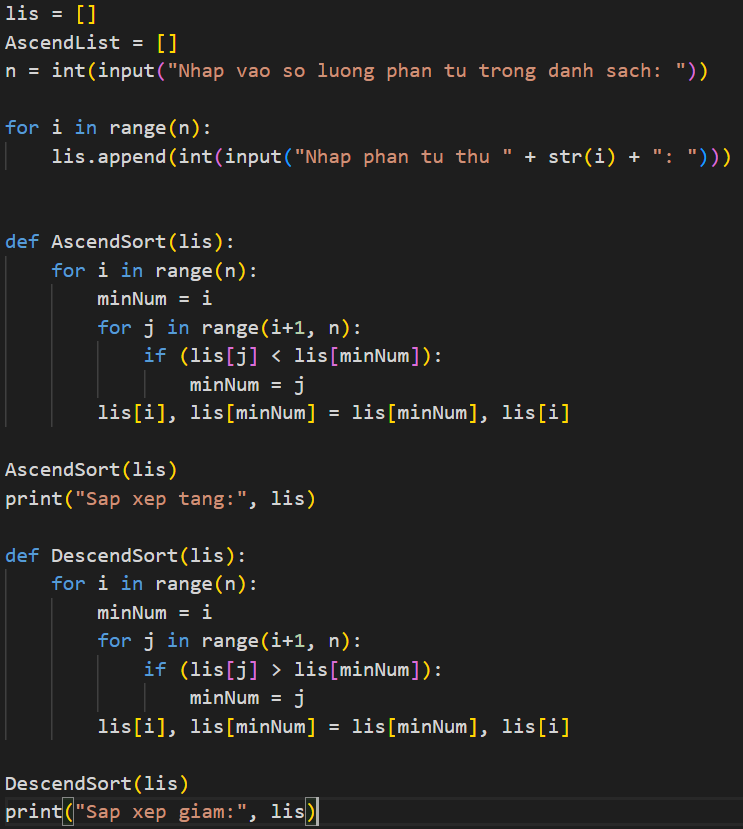 lis = []
AscendList = []
n = int(input("Nhap vao so luong phan tu trong danh sach: "))
for i in range(n):
    lis.append(int(input("Nhap phan tu thu " + str(i) + ": ")))
def AscendSort(lis):
    for i in range(n):
        minNum = i
        for j in range(i+1, n):
            if (lis[j] < lis[minNum]):
                minNum = j
        lis[i], lis[minNum] = lis[minNum], lis[i]
AscendSort(lis)
print("Sap xep tang:", lis)
def DescendSort(lis):
    for i in range(n):
        minNum = i
        for j in range(i+1, n):
            if (lis[j] > lis[minNum]):
                minNum = j
        lis[i], lis[minNum] = lis[minNum], lis[i]
DescendSort(lis)
print("Sap xep giam:", lis)